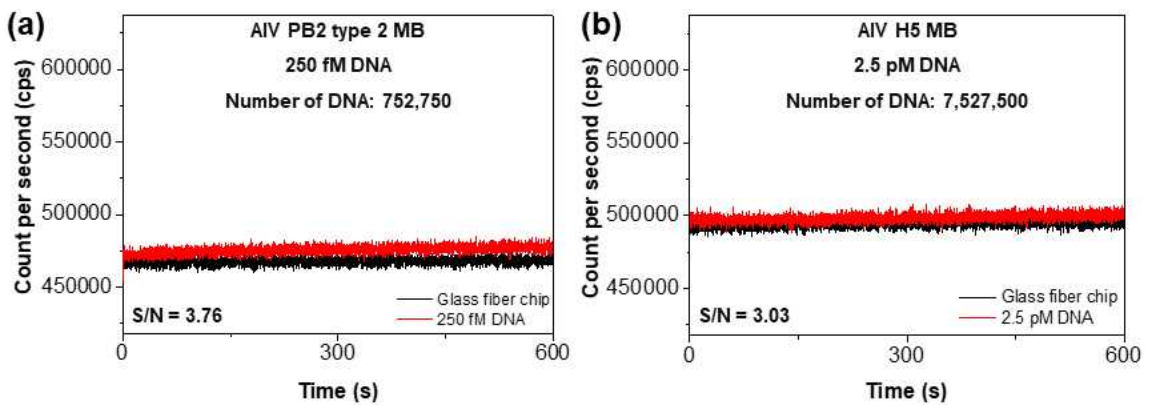 (a)
AIV PB2 type 2 MB
250 fM DNA
Number of DNA: 752,750
Count per second (cps)
600000
550000
500000
450000
S/N = 3.76
Glass fiber chip
250 fM DNA
0
300
600
Time (s)
(b)
AIV H5 MB
2.5 pM DNA
Number of DNA: 7,527,500
Count per second (cps)
600000
550000
500000
450000
S/N = 3.03
Glass fiber chip
2.5 pM DNA
0
300
600
Time (s)